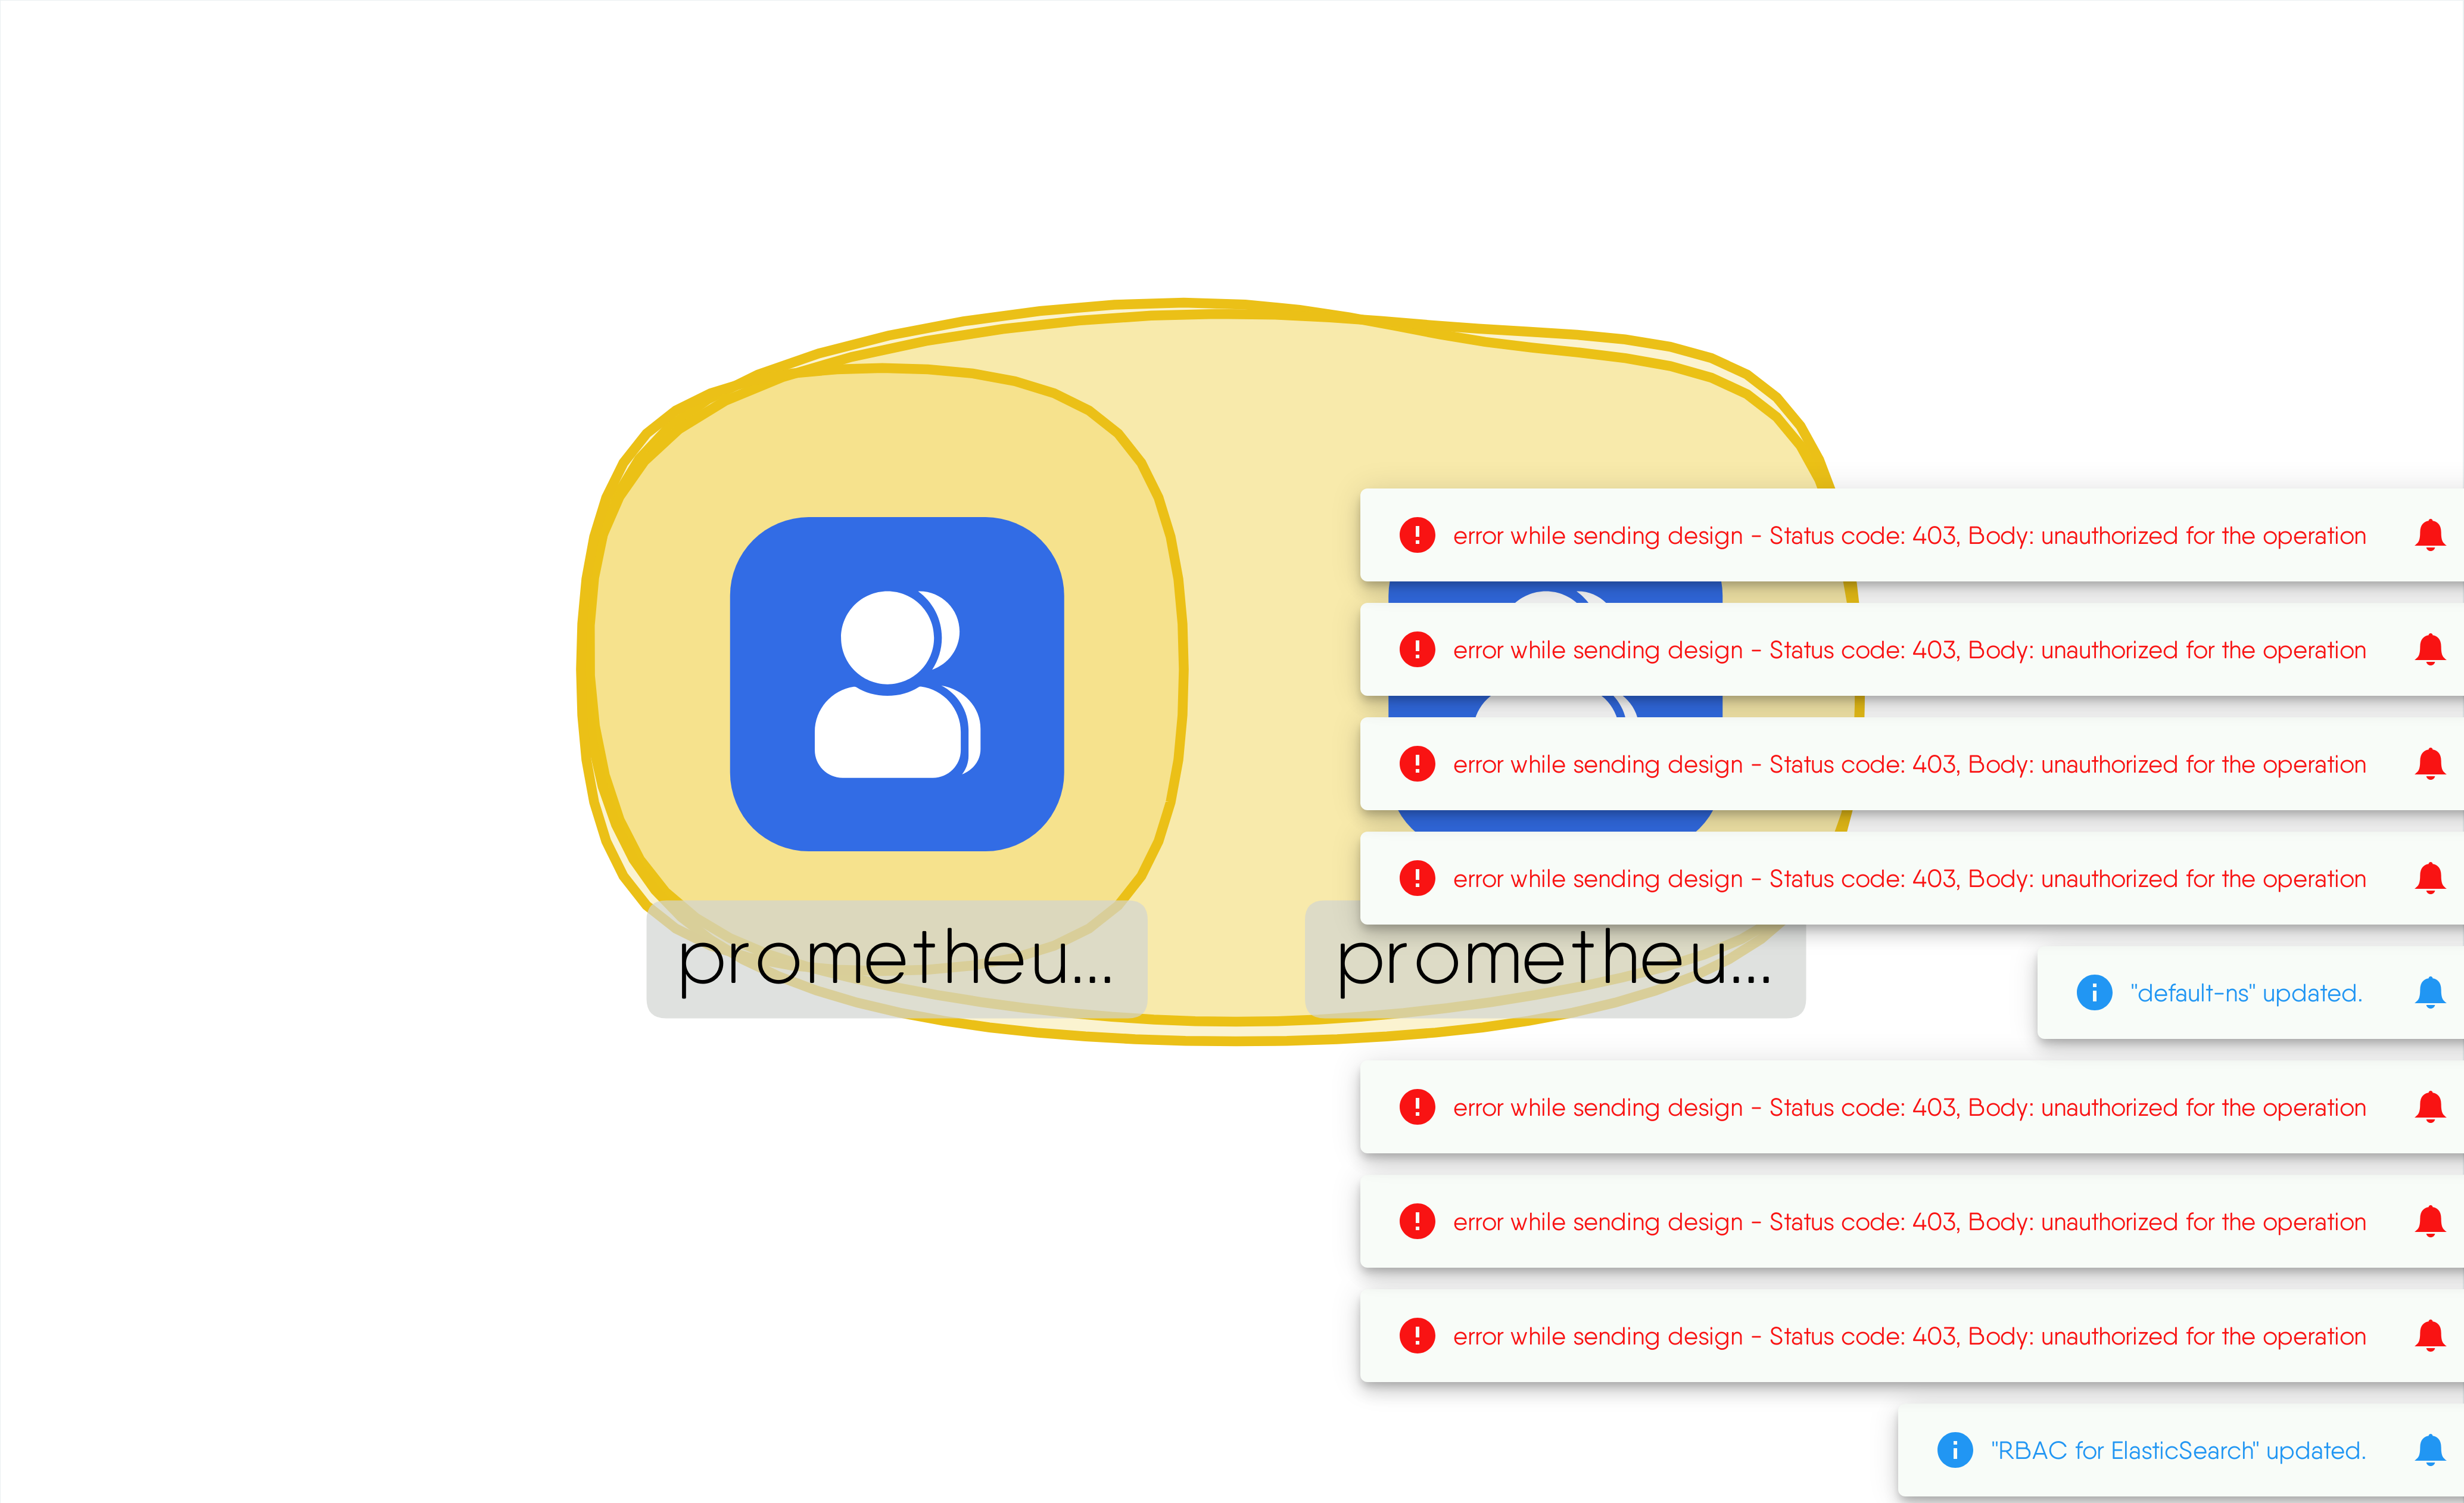 error while sending design - Status code: 403, Body: unauthorized for the operation
error while sending design - Status code: 403, Body: unauthorized for the operation
error while sending design - Status code: 403, Body: unauthorized for the operation
error while sending design - Status code: 403, Body: unauthorized for the operation
prometheu...
prometheu...
"default-ns" updated.
error while sending design - Status code: 403, Body: unauthorized for the operation
error while sending design - Status code: 403, Body: unauthorized for the operation
error while sending design - Status code: 403, Body: unauthorized for the operation
"RBAC for ElasticSearch" updated.